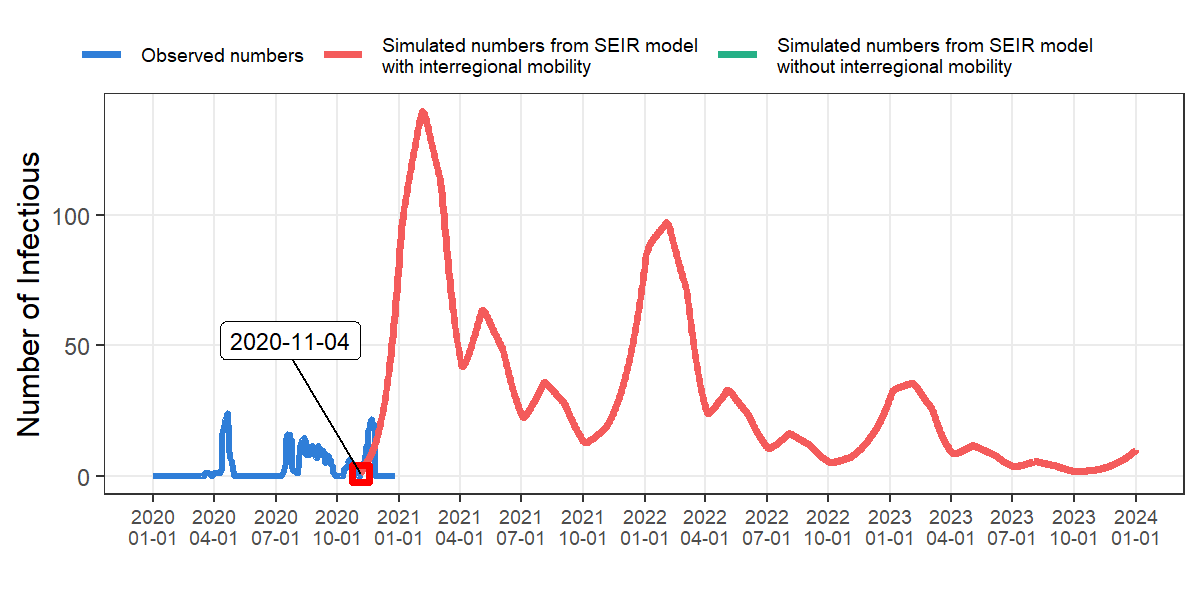 Observed numbers
Simulated numbers from SEIR model
with interregional mobility
Simulated numbers from SEIR model
without interregional mobility
Number of Infectious
100
50
0
2020-11-04
2020 2020 2020 2020 2021 2021 2021 2021 2022 2022 2022 2022 2023 2023 2023 2023 2024
01-01 04-01 07-01 10-01 01-01 04-01 07-01 10-01 01-01 04-01 07-01 10-01 01-01 04-01 07-01 10-01 01-01